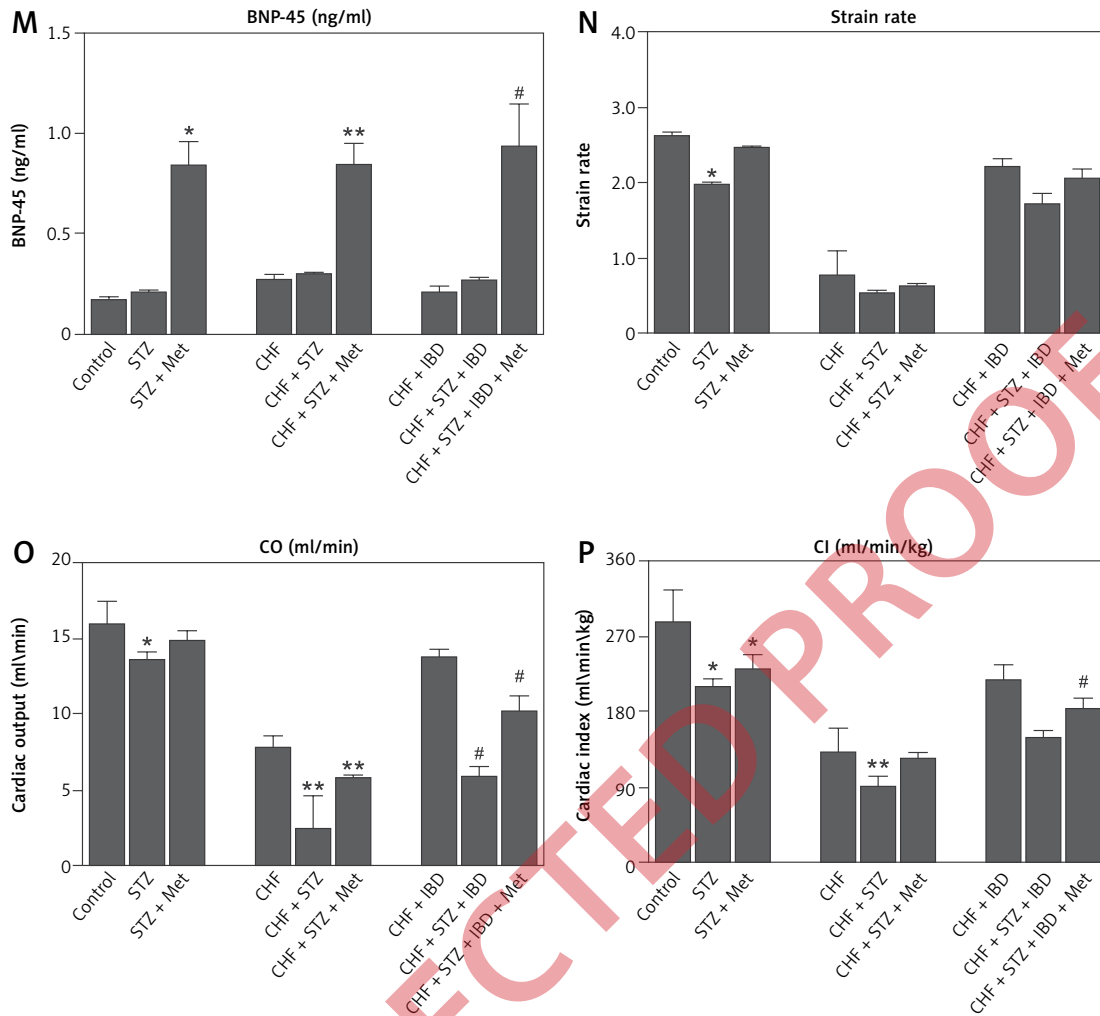 M
BNP-45 (ng/ml)
BNP-45 (ng/ml)
1.5
1.0
0.5
0
*
**
#
Control
STZ
STZ + Met
CHF
CHF + STZ
CHF + STZ + Met
CHF + IBD
CHF + STZ + IBD
CHF + STZ + IBD + Met
N
Strain rate
Strain rate
4.0
3.0
2.0
1.0
0
*
Control
STZ
STZ + Met
CHF
CHF + STZ
CHF + STZ + Met
CHF + IBD
CHF + STZ + IBD
CHF + STZ + IBD + Met
O
CO (ml/min)
Cardiac output (ml\min)
20
15
10
5
0
*
**
**
#
#
Control
STZ
STZ + Met
CHF
CHF + STZ
CHF + STZ + Met
CHF + IBD
CHF + STZ + IBD
CHF + STZ + IBD + Met
P
CI (ml/min/kg)
Cardiac index (ml\min\kg)
360
270
180
90
0
*
*
**
#
Control
STZ
STZ + Met
CHF
CHF + STZ
CHF + STZ + Met
CHF + IBD
CHF + STZ + IBD
CHF + STZ + IBD + Met
ECTED PROOF